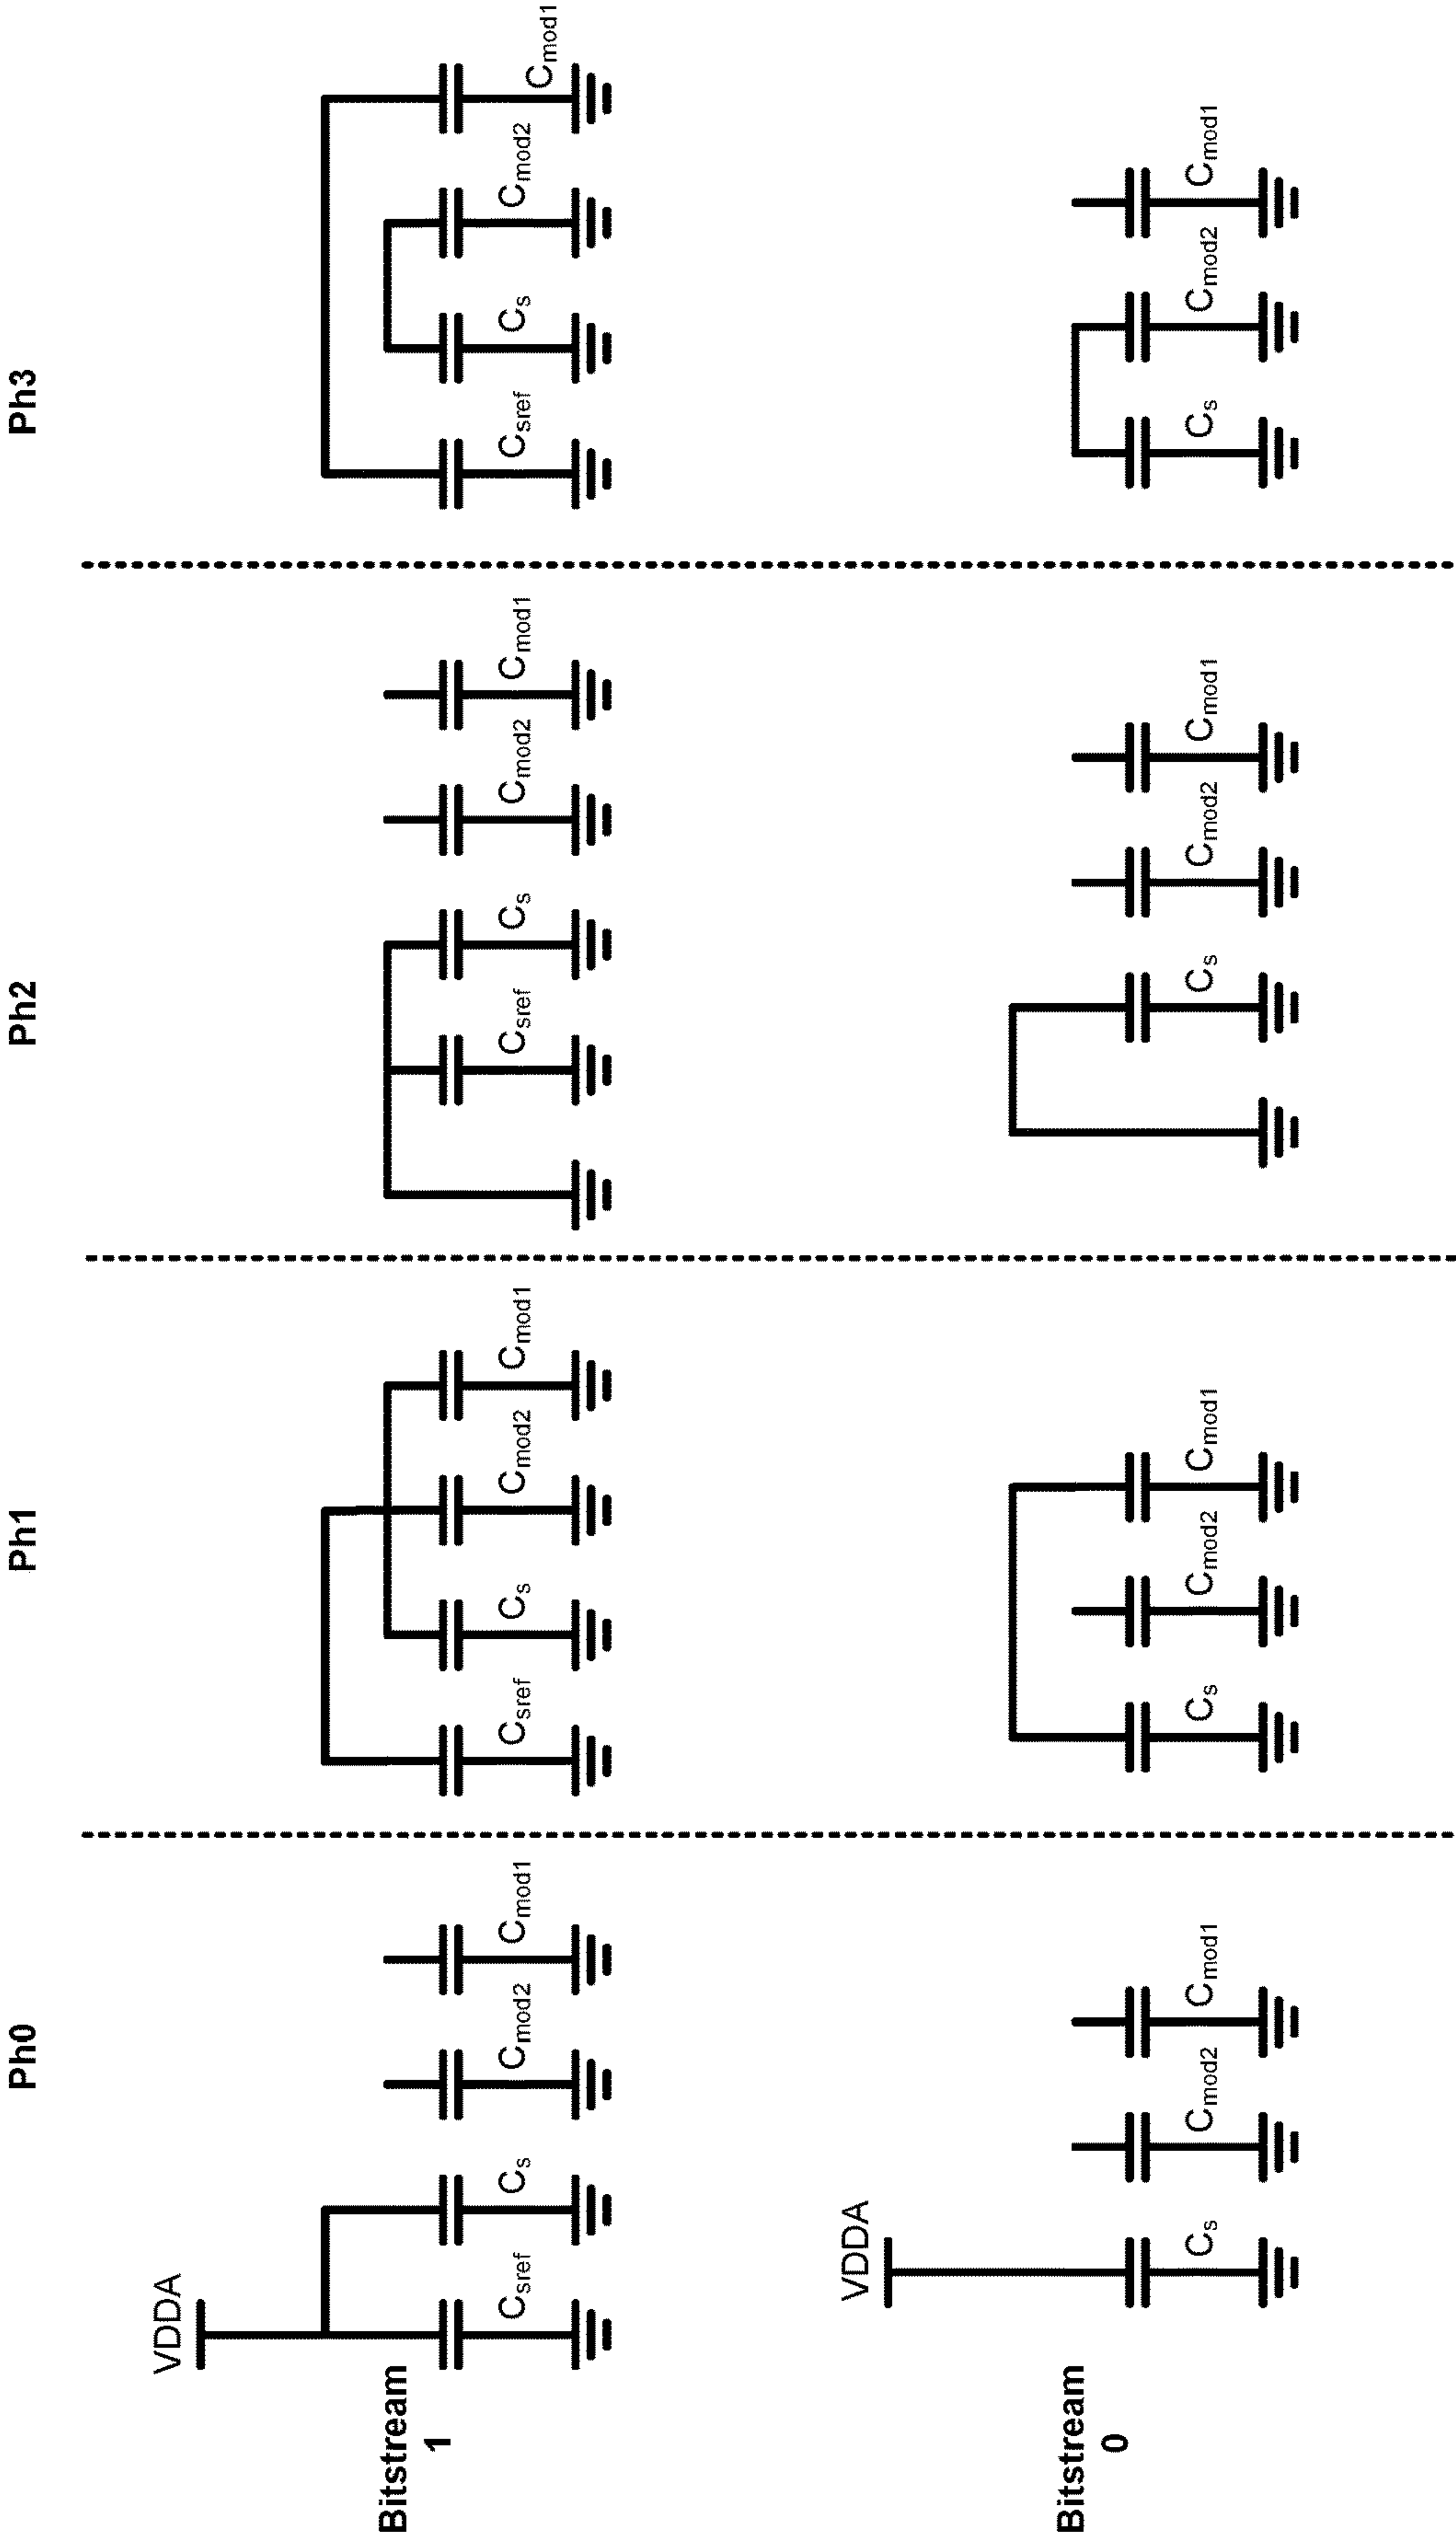 Ph0 Ph1 Ph2 Ph3
VDDA
Bitstream
1
Csref Cs Cmod2 Cmod1
Csref Cs Cmod2 Cmod1
Csref Cs Cmod2 Cmod1
Csref Cs Cmod2 Cmod1
VDDA
Bitstream
0
Cs Cmod2 Cmod1
Cs Cmod2 Cmod1
Cs Cmod2 Cmod1
Cs Cmod2 Cmod1